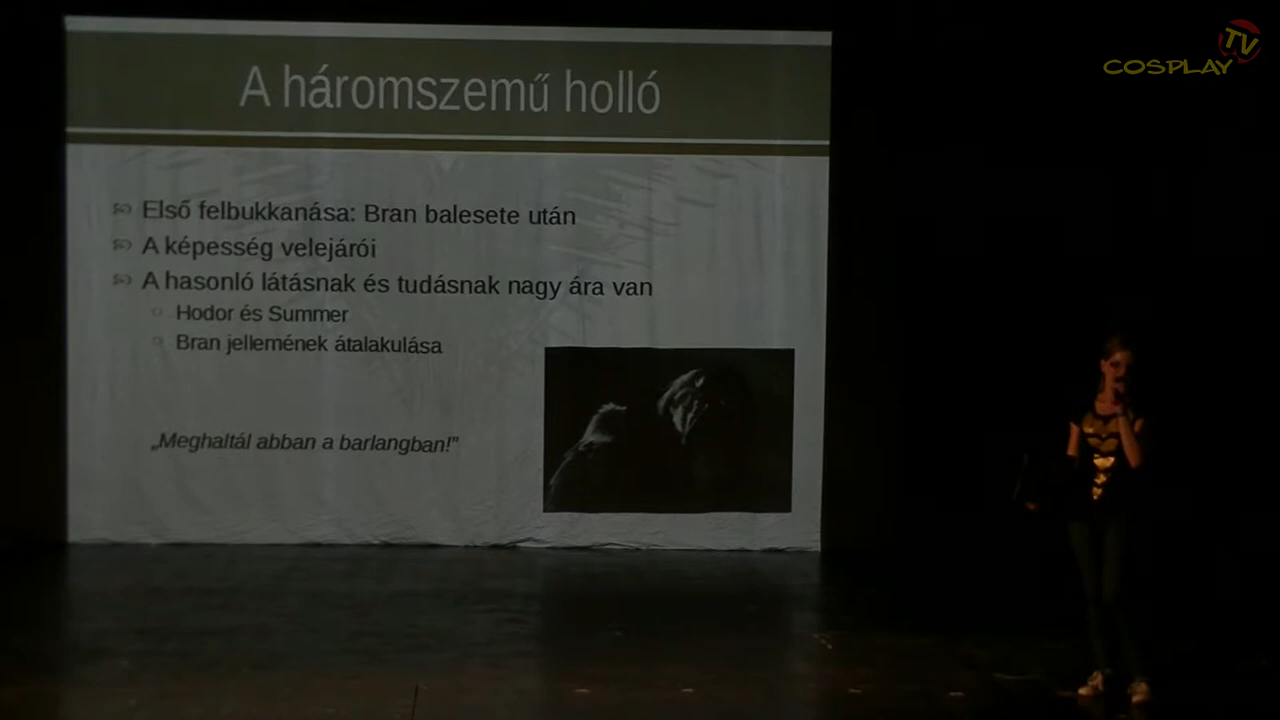 TV
COSPLAY
A háromszemű holló
Első felbukkanása: Bran balesete után
A képesség velejárói
A hasonló látásnak és tudásnak nagy ára van
Hodor és Summer
Bran jellemének átalakulása
„Meghaltál abban a barlangban!”